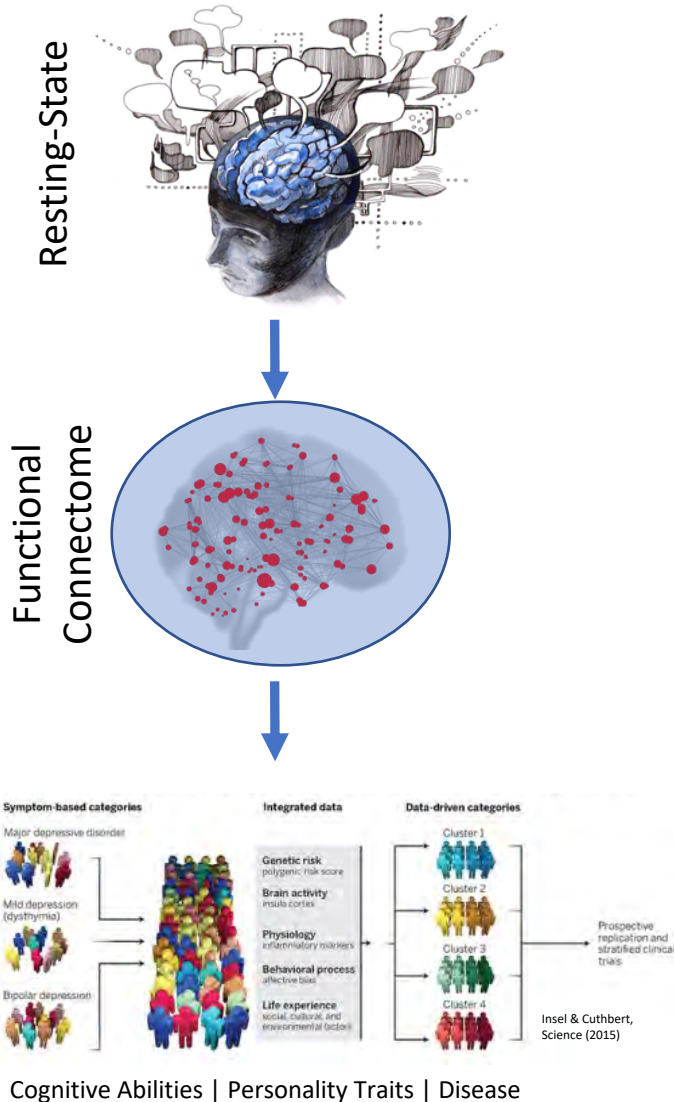 Resting-State
Functional
Connectome
Symptom-based categories
Major depressive disorder
Mild depression
(dysthymia)
Bipolar depression
Integrated data
Genetic risk
polygenic risk score
Brain activity
insula cortex
Physiology
inflammatory markers
Behavioral process
affective bias
Life experience
social, cultural, and
environmental factors
Data-driven categories
Cluster 1
Cluster 2
Cluster 3
Cluster 4
Prospective
replication and
stratified clinical
trials
Insel & Cuthbert,
Science (2015)
Cognitive Abilities | Personality Traits | Disease